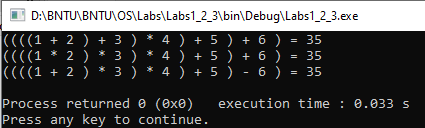 D:\BNTU\BNTU\OS\Labs\Labs1_2_3\bin\Debug\Labs1_2_3.exe
((((1 + 2 ) + 3 ) * 4 ) + 5 ) + 6 ) = 35
((((1 * 2 ) * 3 ) * 4 ) + 5 ) + 6 ) = 35
((((1 + 2 ) * 3 ) * 4 ) + 5 ) - 6 ) = 35
Process returned 0 (0x0)   execution time : 0.033 s
Press any key to continue.